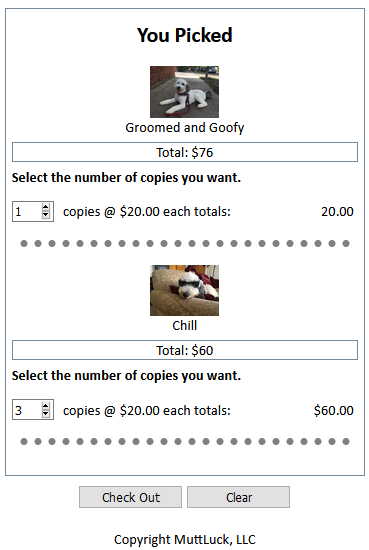 You Picked
Groomed and Goofy
Total: $76
Select the number of copies you want.
1 copies @ $20.00 each totals: 20.00
Chill
Total: $60
Select the number of copies you want.
3 copies @ $20.00 each totals: $60.00
Check Out Clear
Copyright MuttLuck, LLC